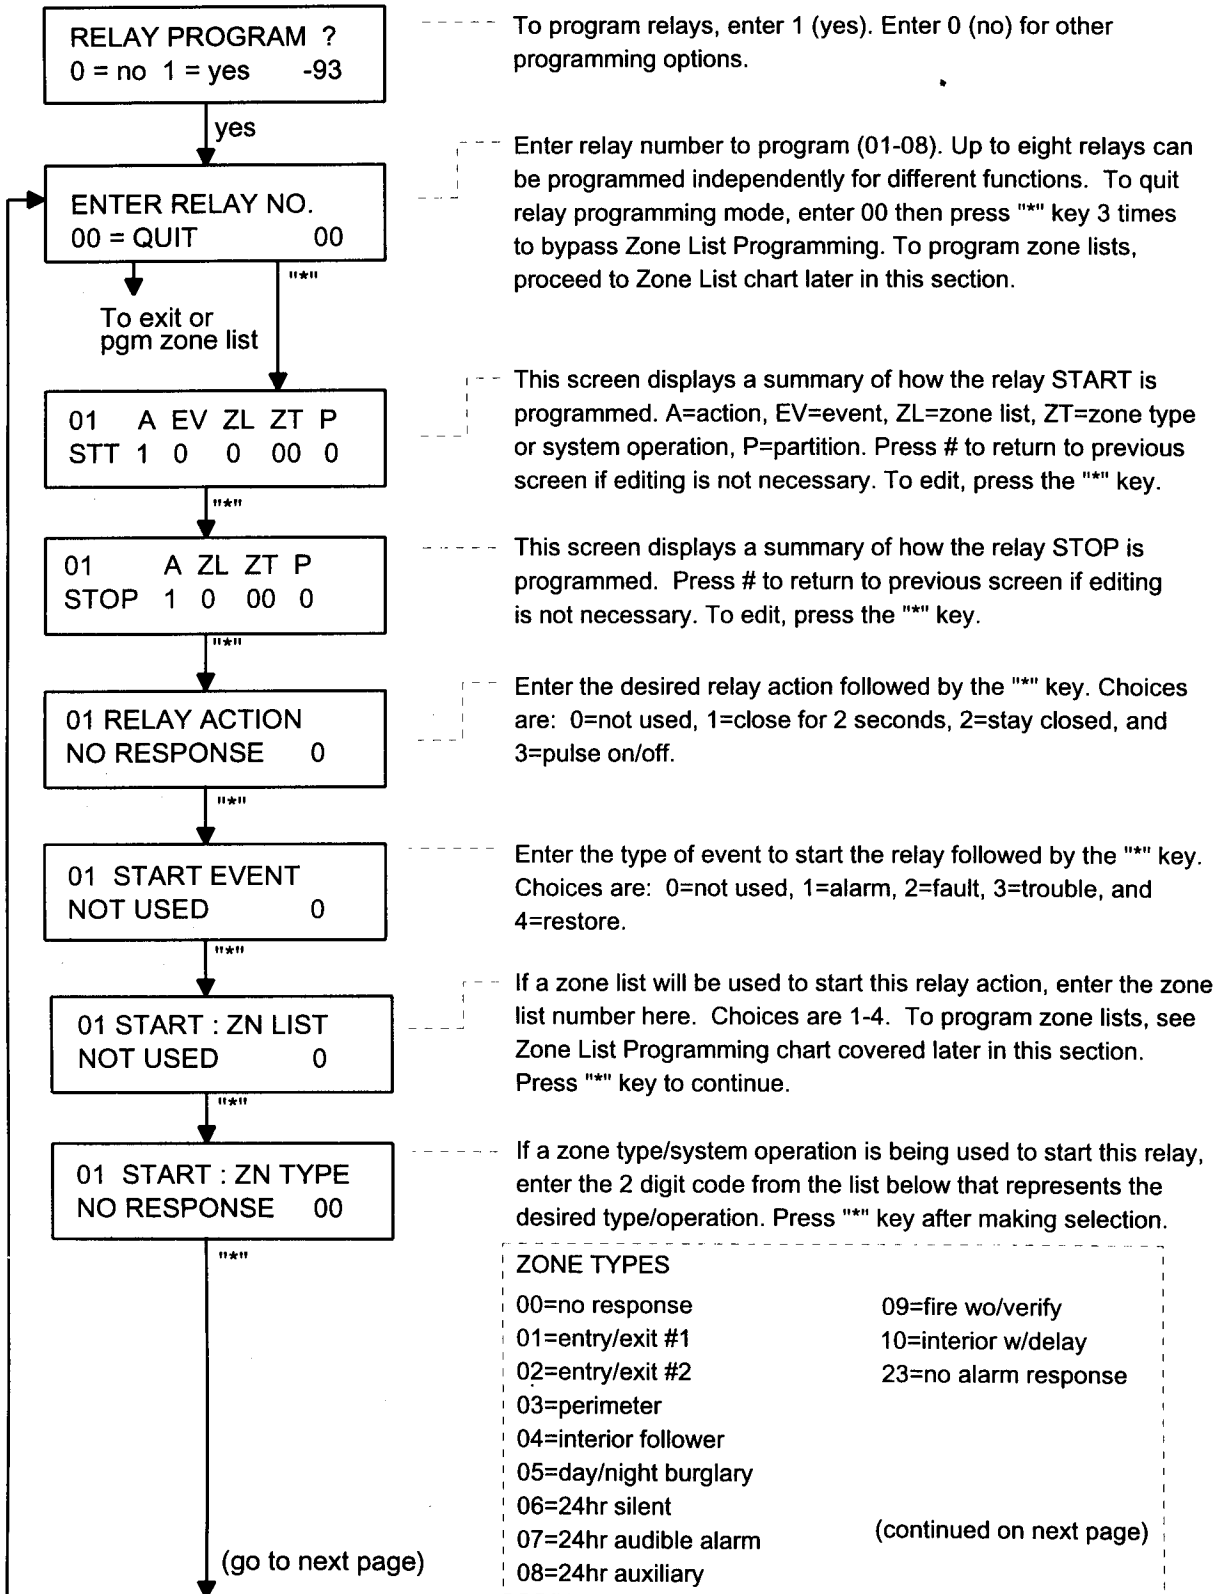 RELAY PROGRAM ?
0 = no 1 = yes -93
To program relays, enter 1 (yes). Enter 0 (no) for other
programming options.
yes
ENTER RELAY NO.
00 = QUIT 00
Enter relay number to program (01-08). Up to eight relays can
be programmed independently for different functions. To quit
relay programming mode, enter 00 then press "*" key 3 times
to bypass Zone List Programming. To program zone lists,
proceed to Zone List chart later in this section.
"*"
To exit or
pgm zone list
01 A EV ZL ZT P
STT 1 0 0 00 0
This screen displays a summary of how the relay START is
programmed. A=action, EV=event, ZL=zone list, ZT=zone type
or system operation, P=partition. Press # to return to previous
screen if editing is not necessary. To edit, press the "*" key.
"*"
01 A ZL ZT P
STOP 1 0 00 0
This screen displays a summary of how the relay STOP is
programmed. Press # to return to previous screen if editing
is not necessary. To edit, press the "*" key.
"*"
01 RELAY ACTION
NO RESPONSE 0
Enter the desired relay action followed by the "*" key. Choices
are: 0=not used, 1=close for 2 seconds, 2=stay closed, and
3=pulse on/off.
"*"
01 START EVENT
NOT USED 0
Enter the type of event to start the relay followed by the "*" key.
Choices are: 0=not used, 1=alarm, 2=fault, 3=trouble, and
4=restore.
"*"
01 START : ZN LIST
NOT USED 0
If a zone list will be used to start this relay action, enter the zone
list number here. Choices are 1-4. To program zone lists, see
Zone List Programming chart covered later in this section.
Press "*" key to continue.
"*"
01 START : ZN TYPE
NO RESPONSE 00
If a zone type/system operation is being used to start this relay,
enter the 2 digit code from the list below that represents the
desired type/operation. Press "*" key after making selection.
"*"
ZONE TYPES
00=no response
01=entry/exit #1
02=entry/exit #2
03=perimeter
04=interior follower
05=day/night burglary
06=24hr silent
07=24hr audible alarm
08=24hr auxiliary
09=fire wo/verify
10=interior w/delay
23=no alarm response
(continued on next page)
(go to next page)